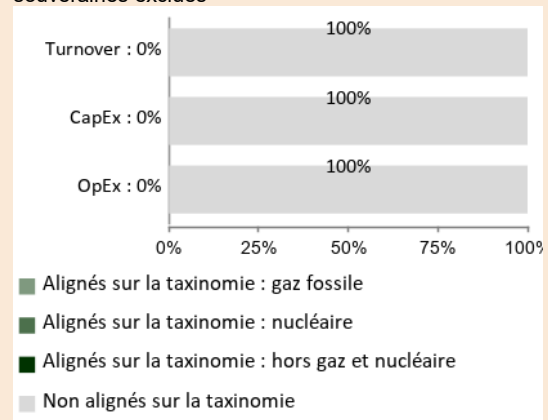 souveraines exclues
100%
Turnover : 0%
100%
CapEx : 0%
100%
OpEx : 0%
0% 25% 50% 75% 100%
Alignés sur la taxinomie : gaz fossile
Alignés sur la taxinomie : nucléaire
Alignés sur la taxinomie : hors gaz et nucléaire
Non alignés sur la taxinomie